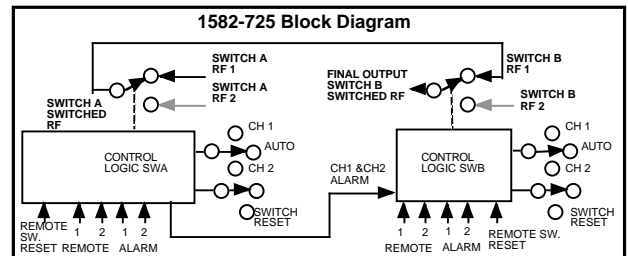 1582-725 Block Diagram
SWITCH A
RF 1
SWITCH A
RF 2
SWITCH A
SWITCHED
RF
FINAL OUTPUT
SWITCH B
SWITCHED RF
SWITCH B
RF 1
SWITCH B
RF 2
CONTROL
LOGIC SWA
CH 1
AUTO
CH 2
SWITCH
RESET
REMOTE
SW.
RESET
1 2 1 2
REMOTE ALARM
CH1 &CH2
ALARM
CONTROL
LOGIC SWB
CH 1
AUTO
CH 2
SWITCH
RESET
1 2 1 2
REMOTE ALARM
REMOTE SW.
RESET